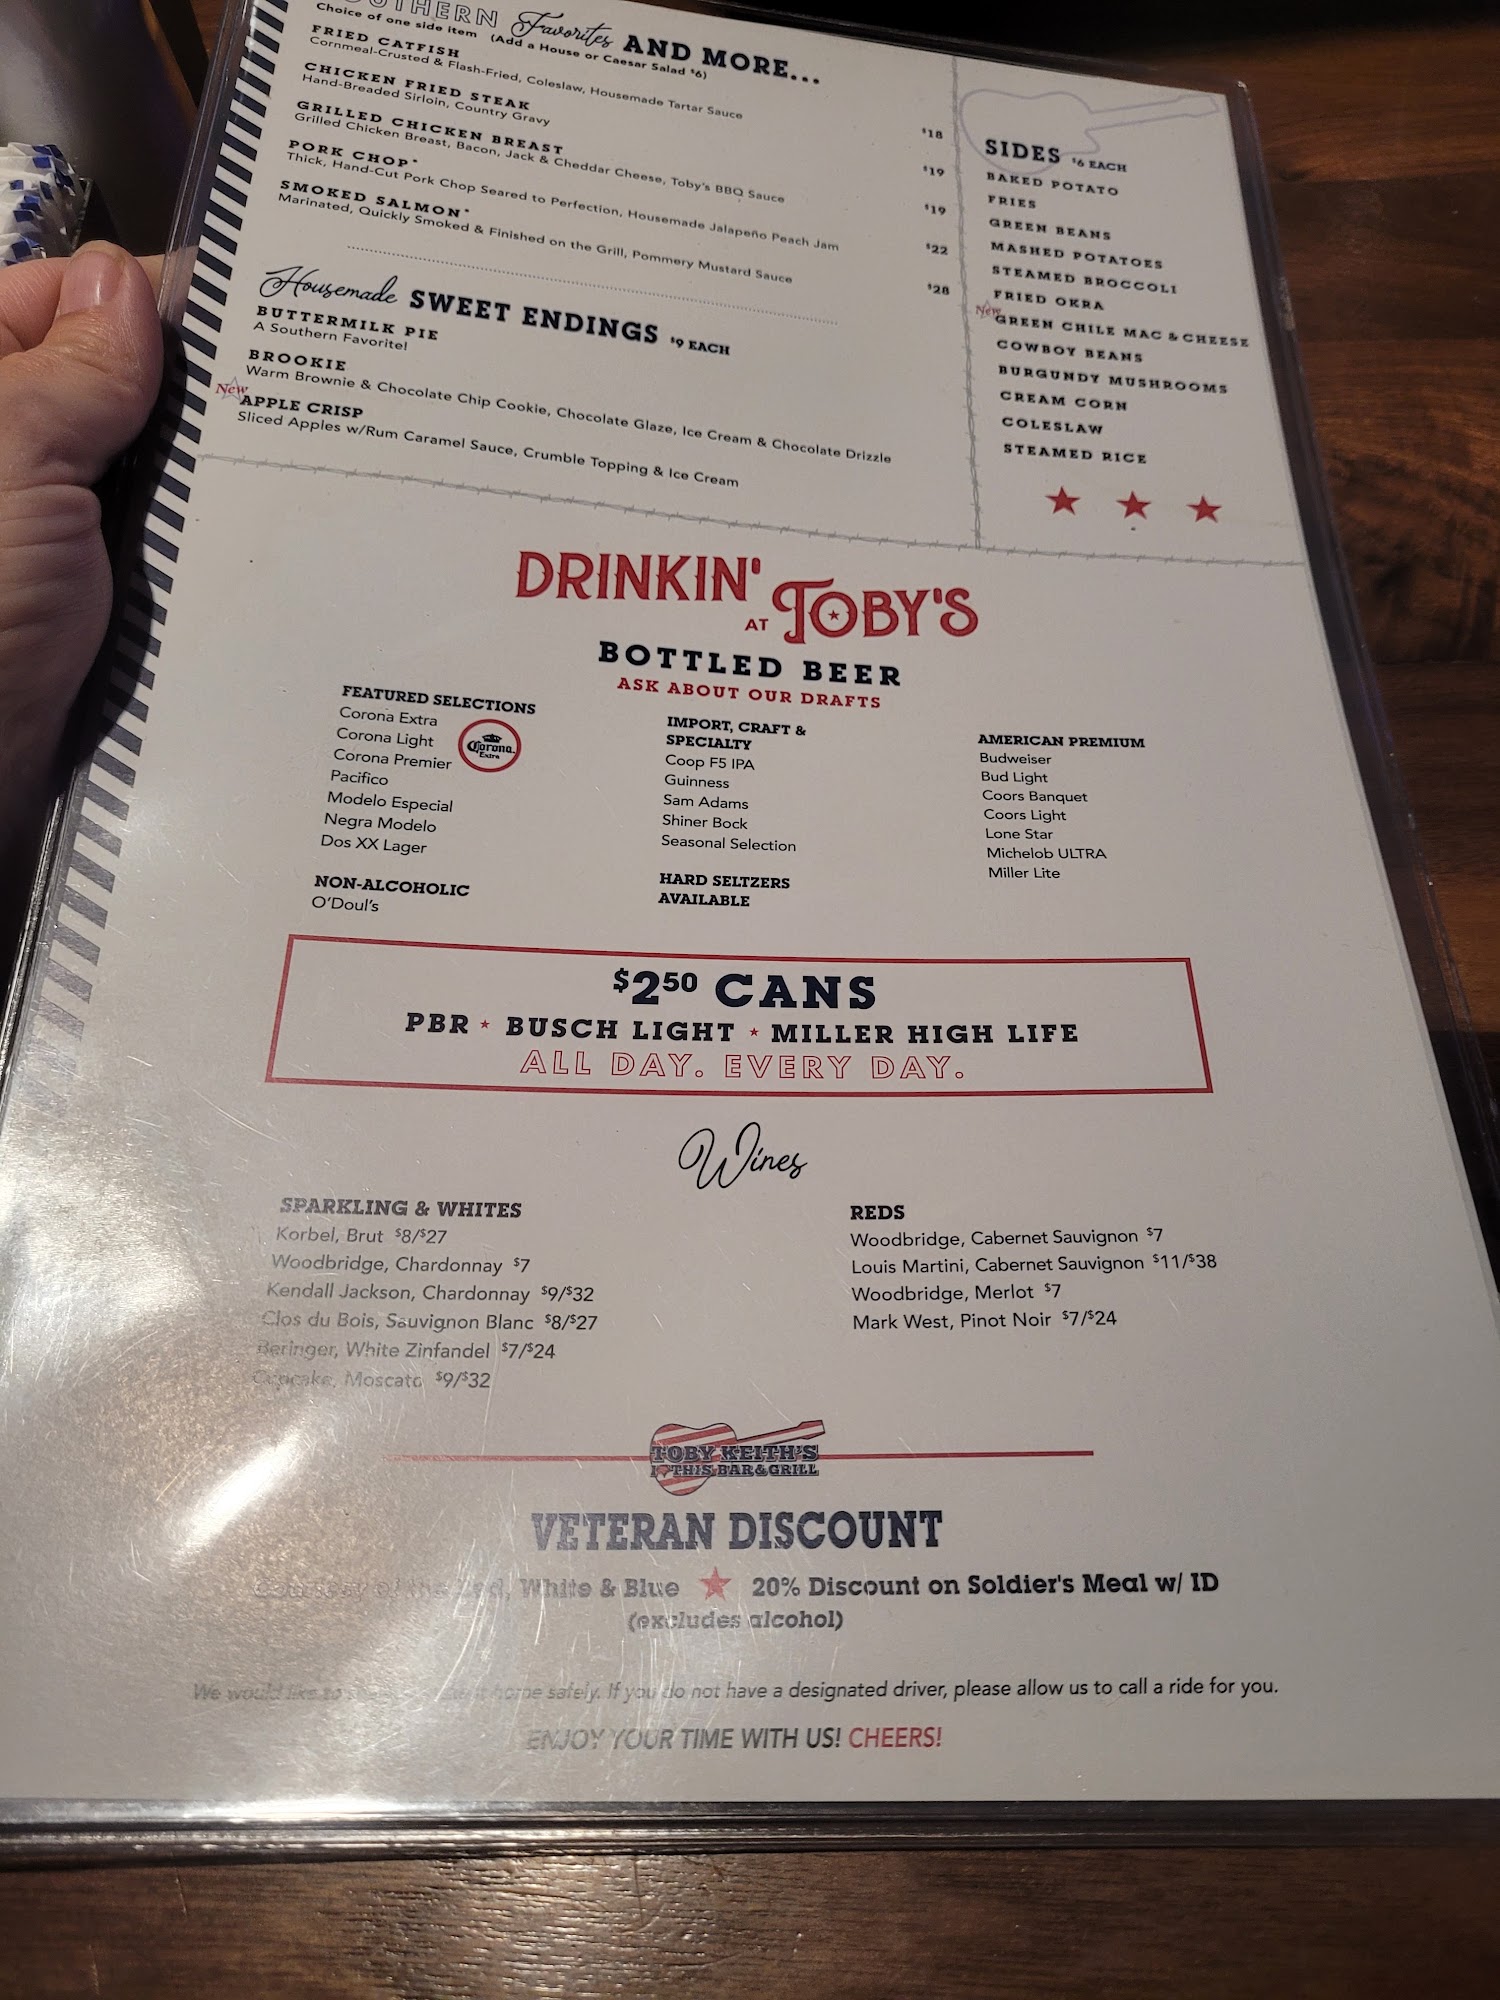 SOUTHERN Favorites AND MORE...
Choice of one side item (Add a House or Caesar Salad $6)
FRIED CATFISH
Cornmeal-Crusted & Flash-Fried, Coleslaw, Housemade Tartar Sauce $18
CHICKEN FRIED STEAK
Hand-Breaded Sirloin, Country Gravy $19
GRILLED CHICKEN BREAST
Grilled Chicken Breast, Bacon, Jack & Cheddar Cheese, Toby's BBQ Sauce $19
PORK CHOP*
Thick, Hand-Cut Pork Chop Seared to Perfection, Housemade Jalapeño Peach Jam $22
SMOKED SALMON*
Marinated, Quickly Smoked & Finished on the Grill, Pommery Mustard Sauce $28
Housemade SWEET ENDINGS $9 EACH
BUTTERMILK PIE
A Southern Favorite!
BROOKIE
Warm Brownie & Chocolate Chip Cookie, Chocolate Glaze, Ice Cream & Chocolate Drizzle
New
APPLE CRISP
Sliced Apples w/Rum Caramel Sauce, Crumble Topping & Ice Cream
SIDES $6 EACH
BAKED POTATO
FRIES
GREEN BEANS
MASHED POTATOES
STEAMED BROCCOLI
FRIED OKRA
New
GREEN CHILE MAC & CHEESE
COWBOY BEANS
BURGUNDY MUSHROOMS
CREAM CORN
COLESLAW
STEAMED RICE
DRINKIN' AT TOBY'S
BOTTLED BEER
ASK ABOUT OUR DRAFTS
FEATURED SELECTIONS
Corona Extra
Corona Light
Corona Premier
Pacifico
Modelo Especial
Negra Modelo
Dos XX Lager
Corona
Extra
NON-ALCOHOLIC
O'Doul's
IMPORT, CRAFT &
SPECIALTY
Coop F5 IPA
Guinness
Sam Adams
Shiner Bock
Seasonal Selection
HARD SELTZERS
AVAILABLE
AMERICAN PREMIUM
Budweiser
Bud Light
Coors Banquet
Coors Light
Lone Star
Michelob ULTRA
Miller Lite
$2.50 CANS
PBR ★ BUSCH LIGHT ★ MILLER HIGH LIFE
ALL DAY. EVERY DAY.
Wines
SPARKLING & WHITES
Korbel, Brut $8/$27
Woodbridge, Chardonnay $7
Kendall Jackson, Chardonnay $9/$32
Clos du Bois, Sauvignon Blanc $8/$27
Beringer, White Zinfandel $7/$24
Cupcake, Moscato $9/$32
REDS
Woodbridge, Cabernet Sauvignon $7
Louis Martini, Cabernet Sauvignon $11/$38
Woodbridge, Merlot $7
Mark West, Pinot Noir $7/$24
TOBY KEITH'S
I THIS BAR & GRILL
VETERAN DISCOUNT
of the Red, White & Blue ★ 20% Discount on Soldier's Meal w/ ID
(excludes alcohol)
We would like to home safely. If you do not have a designated driver, please allow us to call a ride for you.
ENJOY YOUR TIME WITH US! CHEERS!